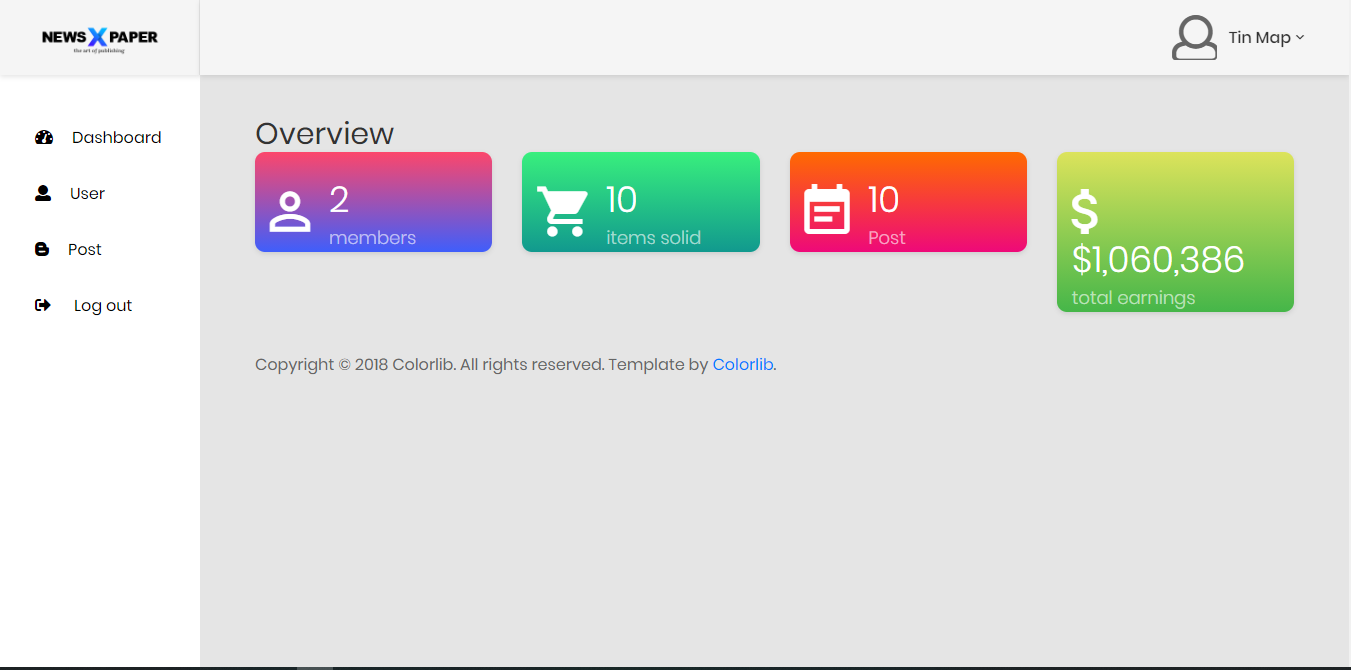 NEWS X PAPER
the art of publishing
Tin Map
Dashboard
User
Post
Log out
Overview
2
members
10
items solid
10
Post
$
$1,060,386
total earnings
Copyright © 2018 Colorlib. All rights reserved. Template by Colorlib.